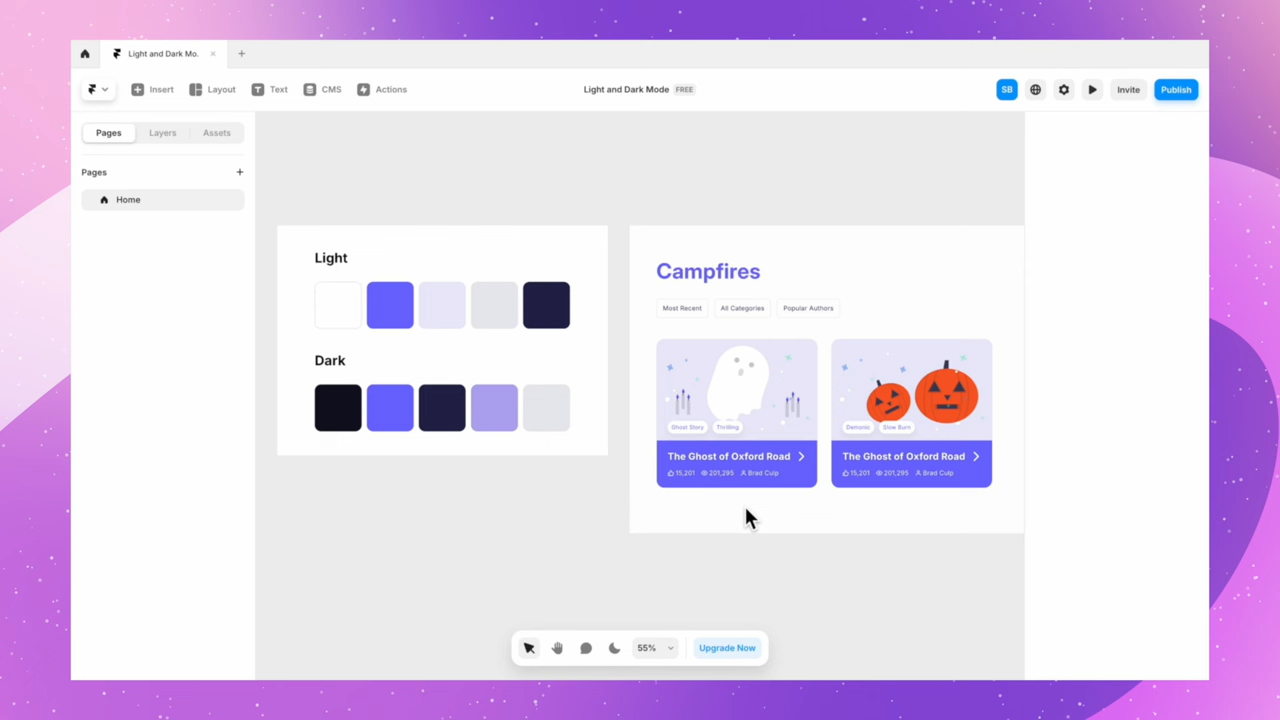 Light and Dark Mo.
Insert
Layout
Text
CMS
Actions
Light and Dark Mode FREE
SB
Invite
Publish
Pages
Layers
Assets
Pages
Home
Light
Dark
Campfires
Most Recent
All Categories
Popular Authors
Ghost Story
Thrilling
The Ghost of Oxford Road
15,201 201,295 Brad Culp
Demonic
Slow Burn
The Ghost of Oxford Road
15,201 201,295 Brad Culp
55%
Upgrade Now